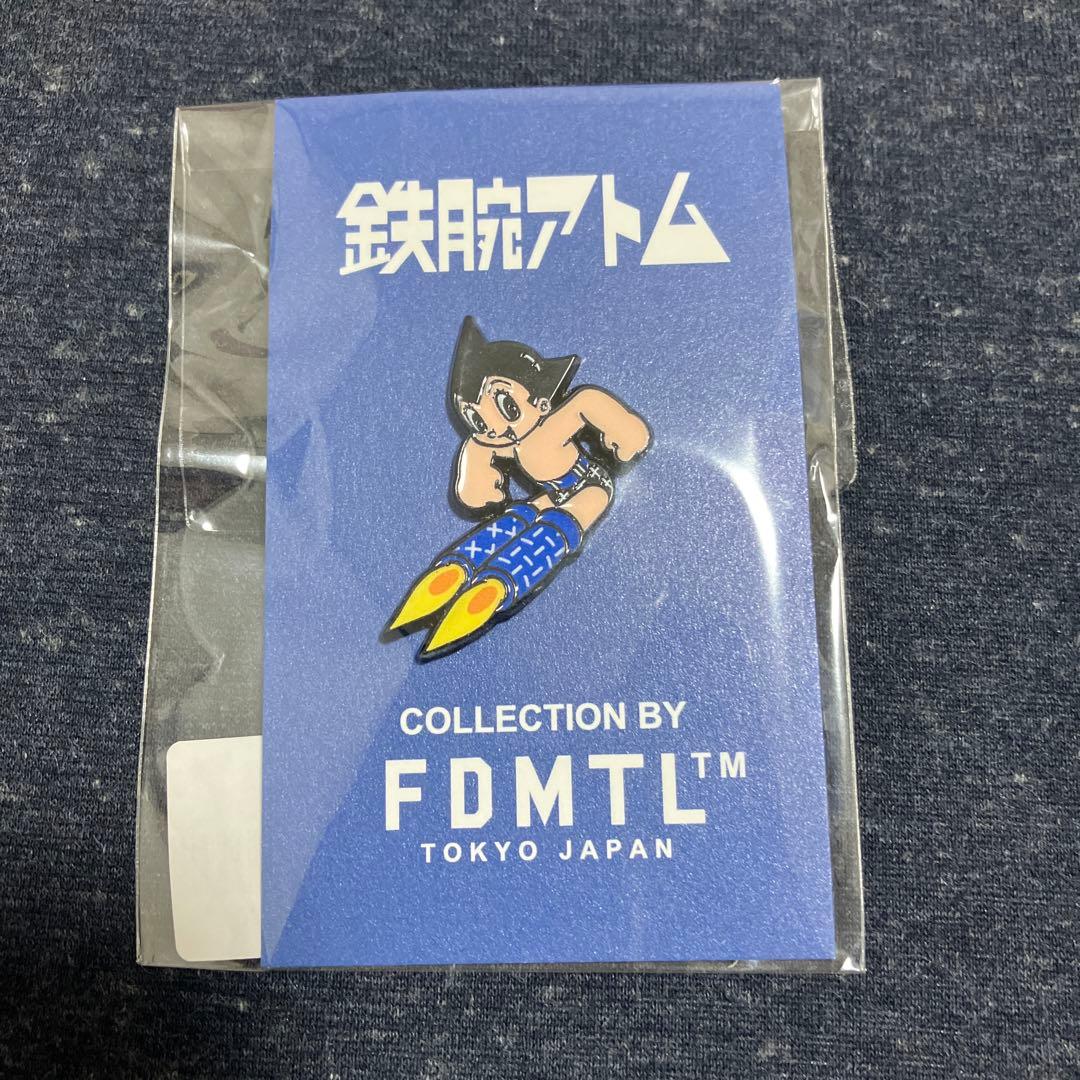 鉄腕アトム
COLLECTION BY
FDMTL™
TOKYO JAPAN